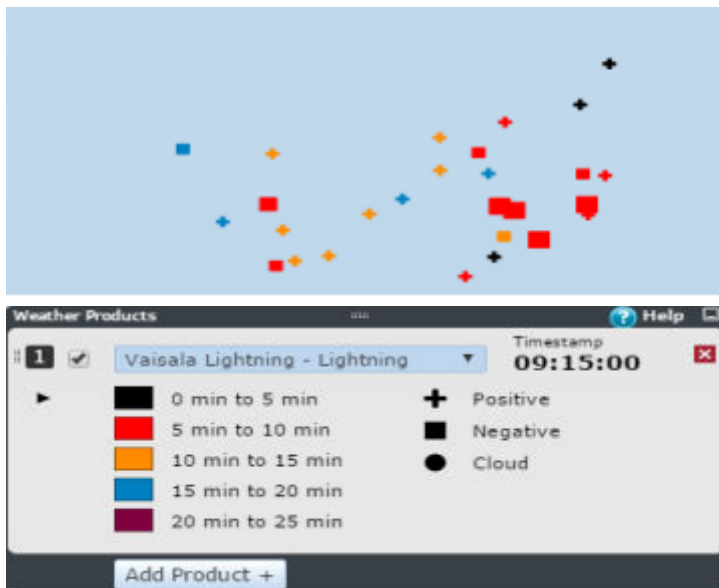 Weather Products
? Help
1 Vaisala Lightning - Lightning
Timestamp
09:15:00
0 min to 5 min
5 min to 10 min
10 min to 15 min
15 min to 20 min
20 min to 25 min
Positive
Negative
Cloud
Add Product +